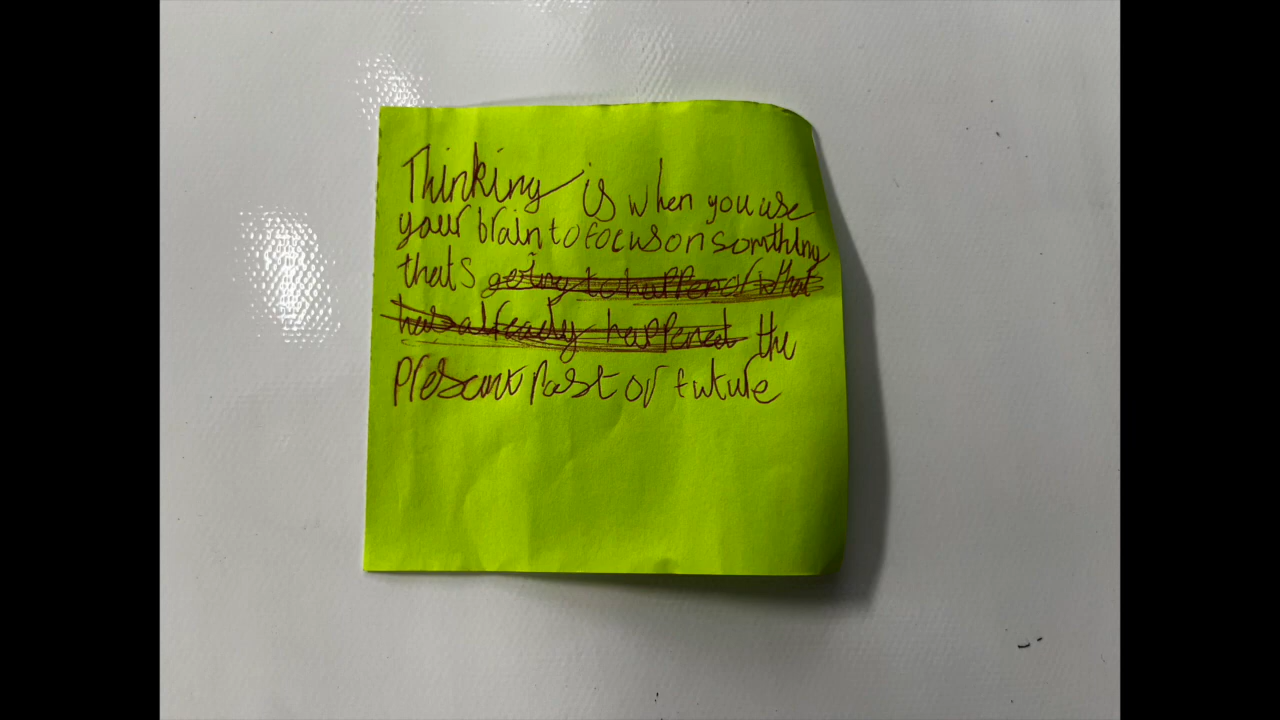 Thinking is when you use
your brain to focus on somthing
thats going to happen or what
has already happened the
present past or future